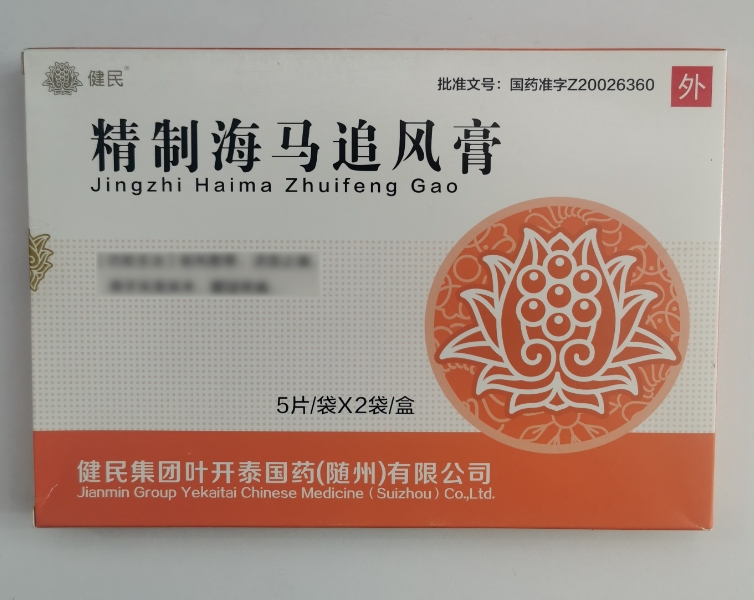 健民®
批准文号：国药准字Z20026360
外
精制海马追风膏
Jingzhi Haima Zhuifeng Gao
5片/袋X2袋/盒
健民集团叶开泰国药(随州)有限公司
Jianmin Group Yekaitai Chinese Medicine（Suizhou）Co.,Ltd.